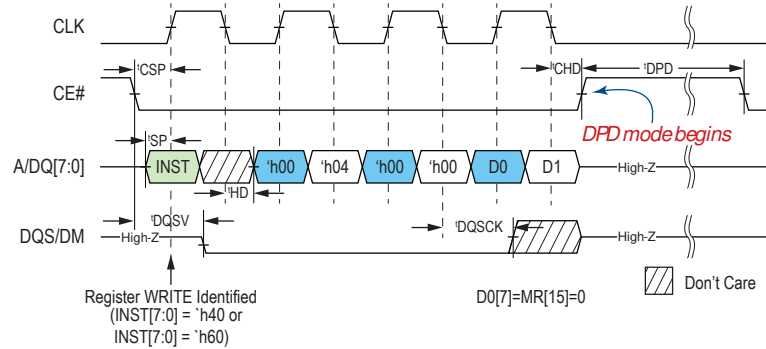 CLK
tCSP
tCHD
tDPD
CE#
DPD mode begins
tSP
A/DQ[7:0]
INST
‘h00
‘h04
‘h00
‘h00
D0
D1
High-Z
tHD
tDQSV
tDQSCK
DQS/DM
High-Z
High-Z
Don't Care
Register WRITE Identified
(INST[7:0] = `h40 or
INST[7:0] = `h60)
D0[7]=MR[15]=0